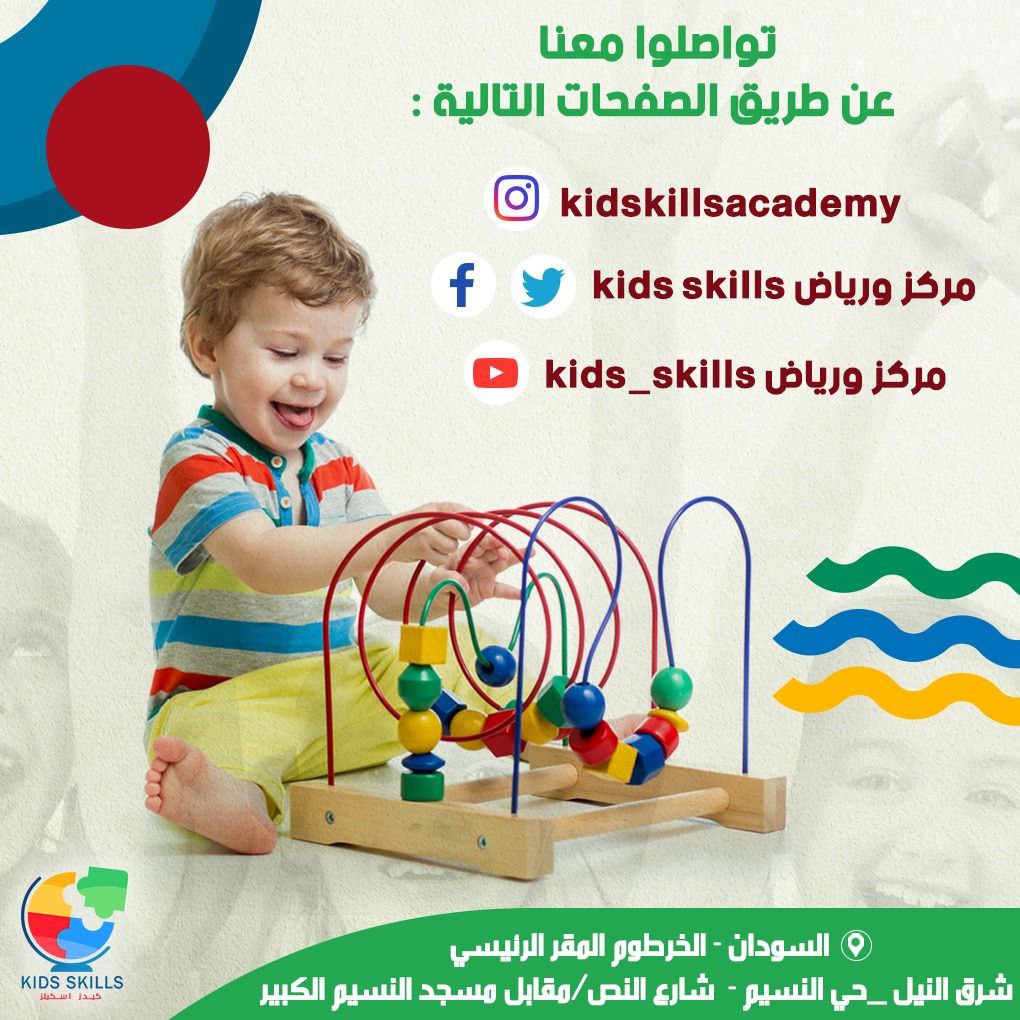 تواصلوا معنا
عن طريق الصفحات التالية :
kidskillsacademy
مركز ورياض kids skills
مركز ورياض kids_skills
السودان - الخرطوم المقر الرئيسي
شرق النيل _حي النسيم - شارع النص/مقابل مسجد النسيم الكبير
KIDS SKILLS
كيدز اسكيلز